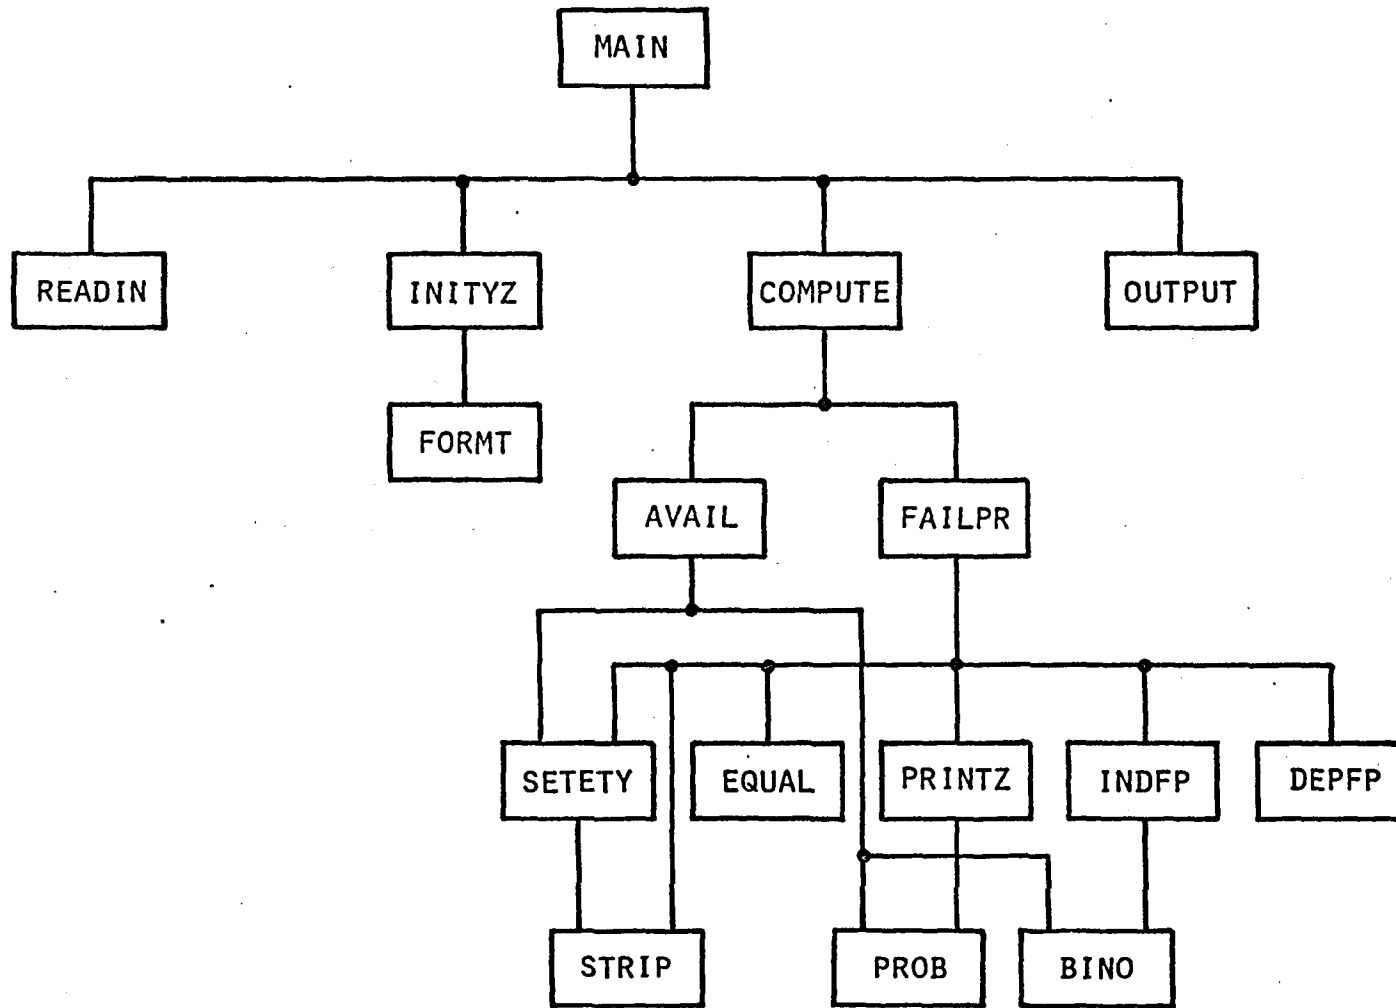 MAIN
READIN
INITYZ
COMPUTE
OUTPUT
FORMT
AVAIL
FAILPR
SETETY
EQUAL
PRINTZ
INDFP
DEPFP
STRIP
PROB
BINO